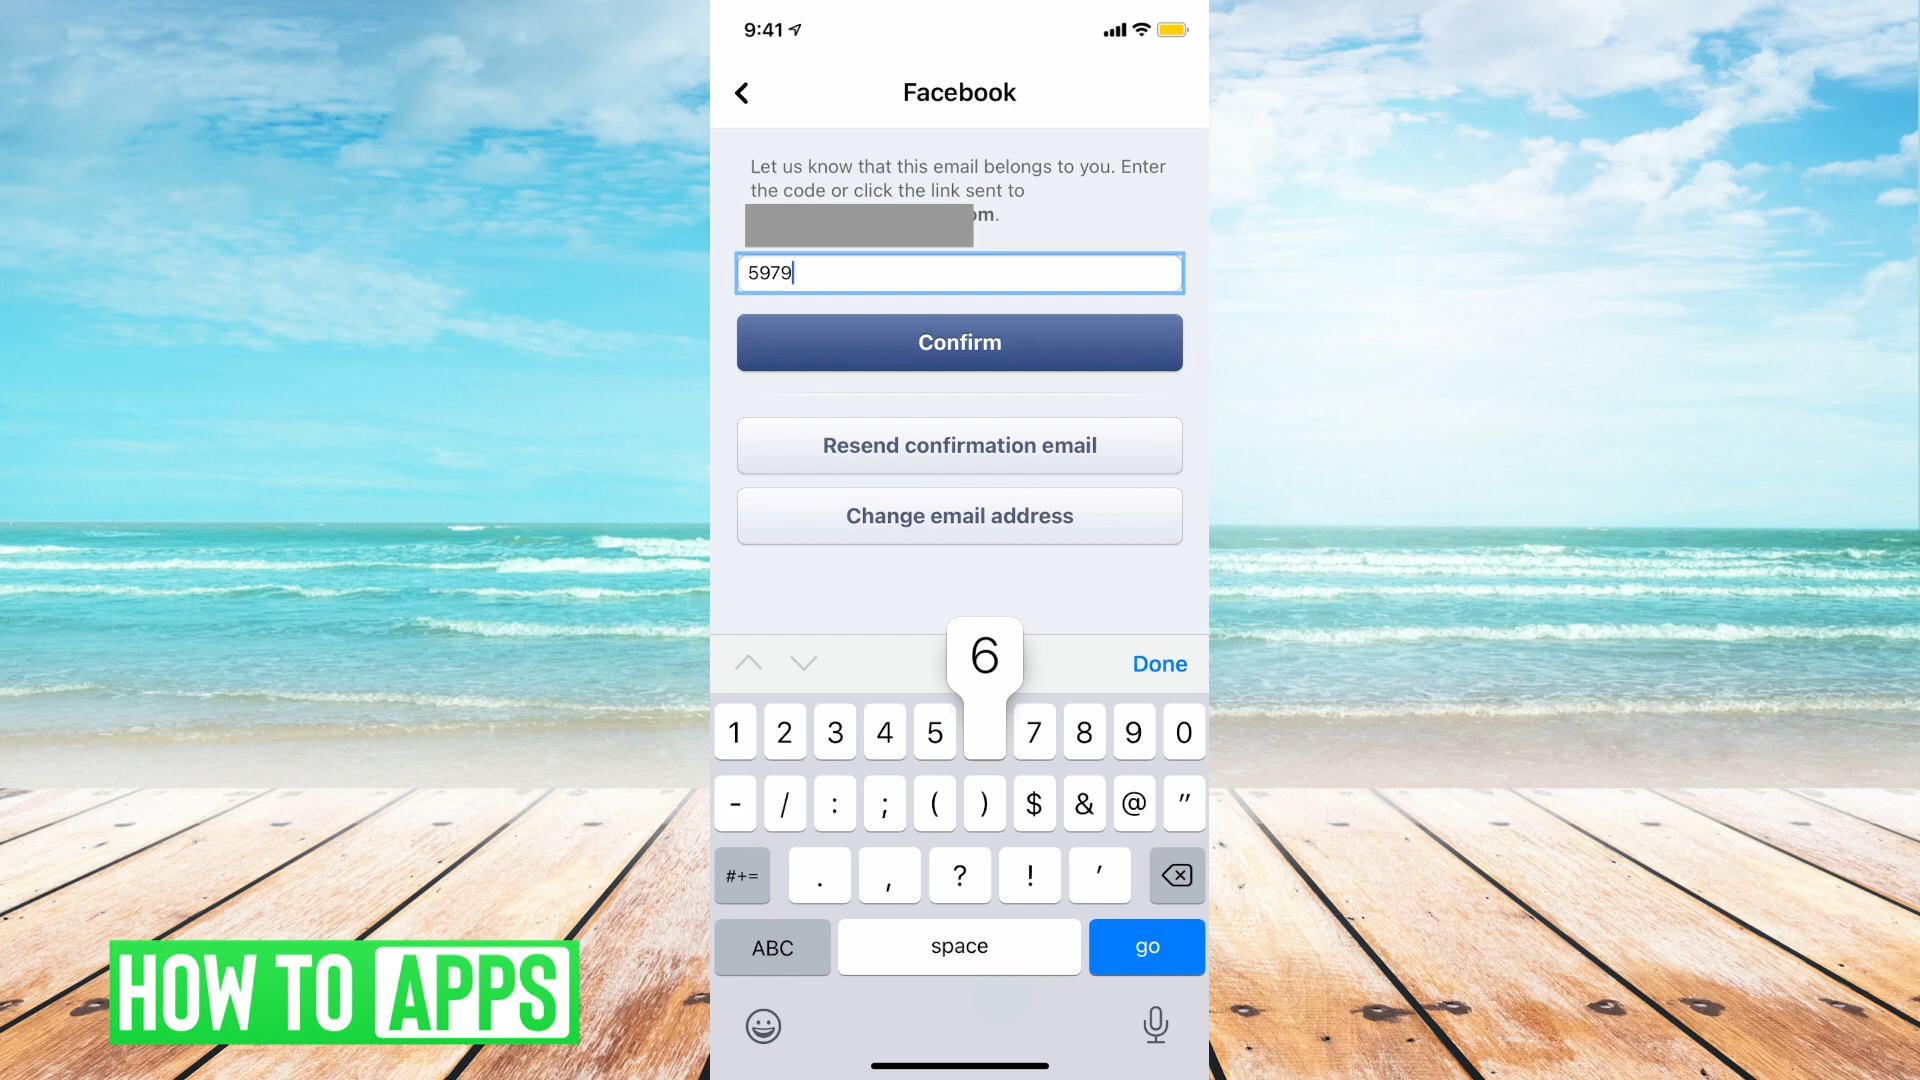 9:41
Facebook
Let us know that this email belongs to you. Enter
the code or click the link sent to
om.
5979
Confirm
Resend confirmation email
Change email address
6
Done
1 2 3 4 5 7 8 9 0
- / : ; ( ) $ & @ "
#+= . , ? ! '
ABC space go
HOW TO APPS